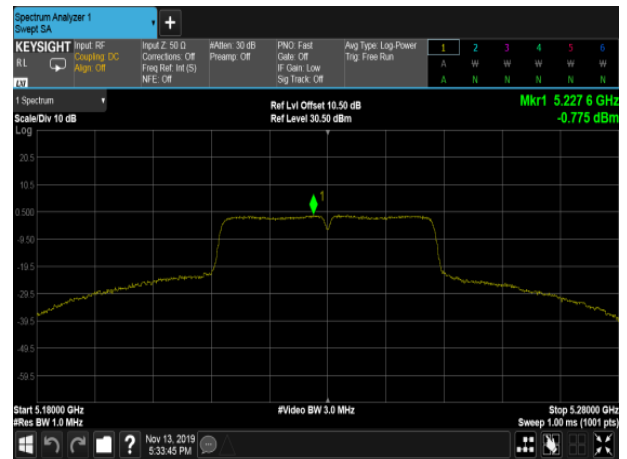 Spectrum Analyzer 1
Swept SA
+
KEYSIGHT Input: RF Input Z: 50 Ω #Atten: 30 dB PNO: Fast Avg Type: Log-Power 1 2 3 4 5 6
RL Coupling: DC Corrections: Off Preamp: Off Gate: Off Trig: Free Run A W W W W W
Align: Off Freq Ref: Int (S) IF Gain: Low
LXI NFE: Off Sig Track: Off A N N N N N
1 Spectrum
Ref Lvl Offset 10.50 dB Mkr1 5.227 6 GHz
Scale/Div 10 dB Ref Level 30.50 dBm -0.775 dBm
Log
20.5
10.5
1
0.500
-9.50
-19.5
-29.5
-39.5
-49.5
-59.5
Start 5.18000 GHz #Video BW 3.0 MHz Stop 5.28000 GHz
#Res BW 1.0 MHz Sweep 1.00 ms (1001 pts)
? Nov 13, 2019
5:33:45 PM